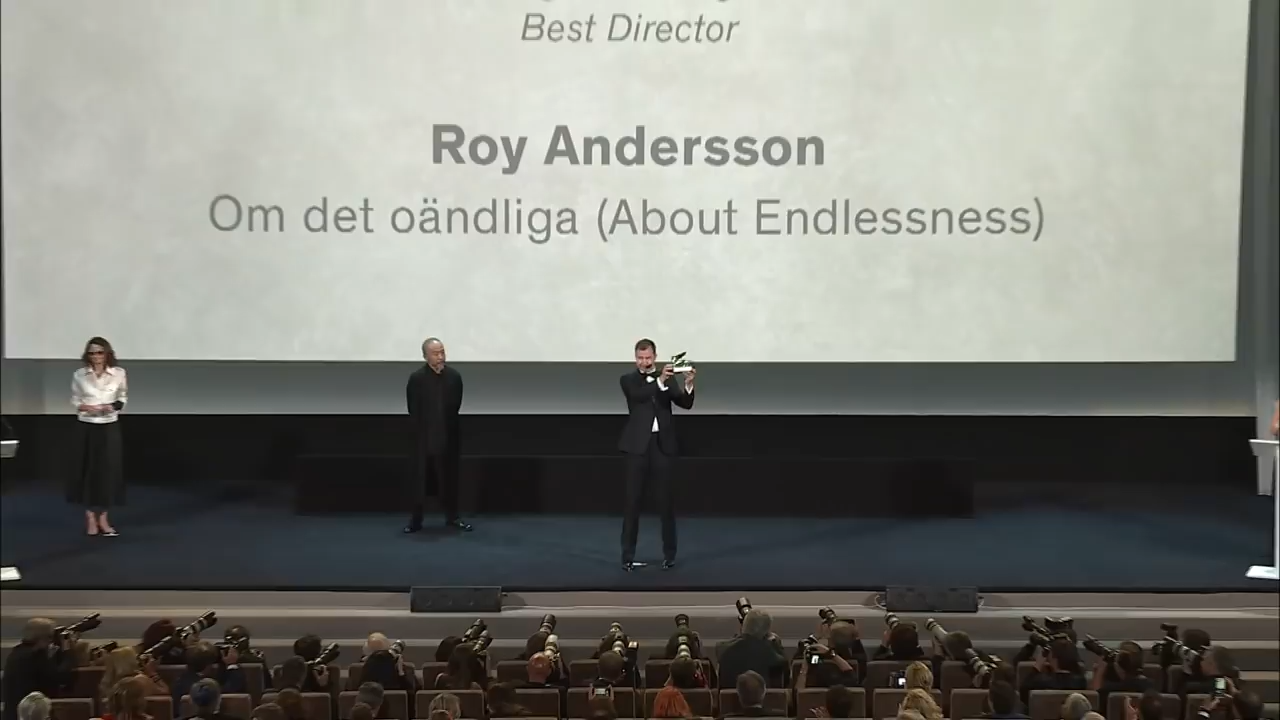 Best Director
Roy Andersson
Om det oändliga (About Endlessness)